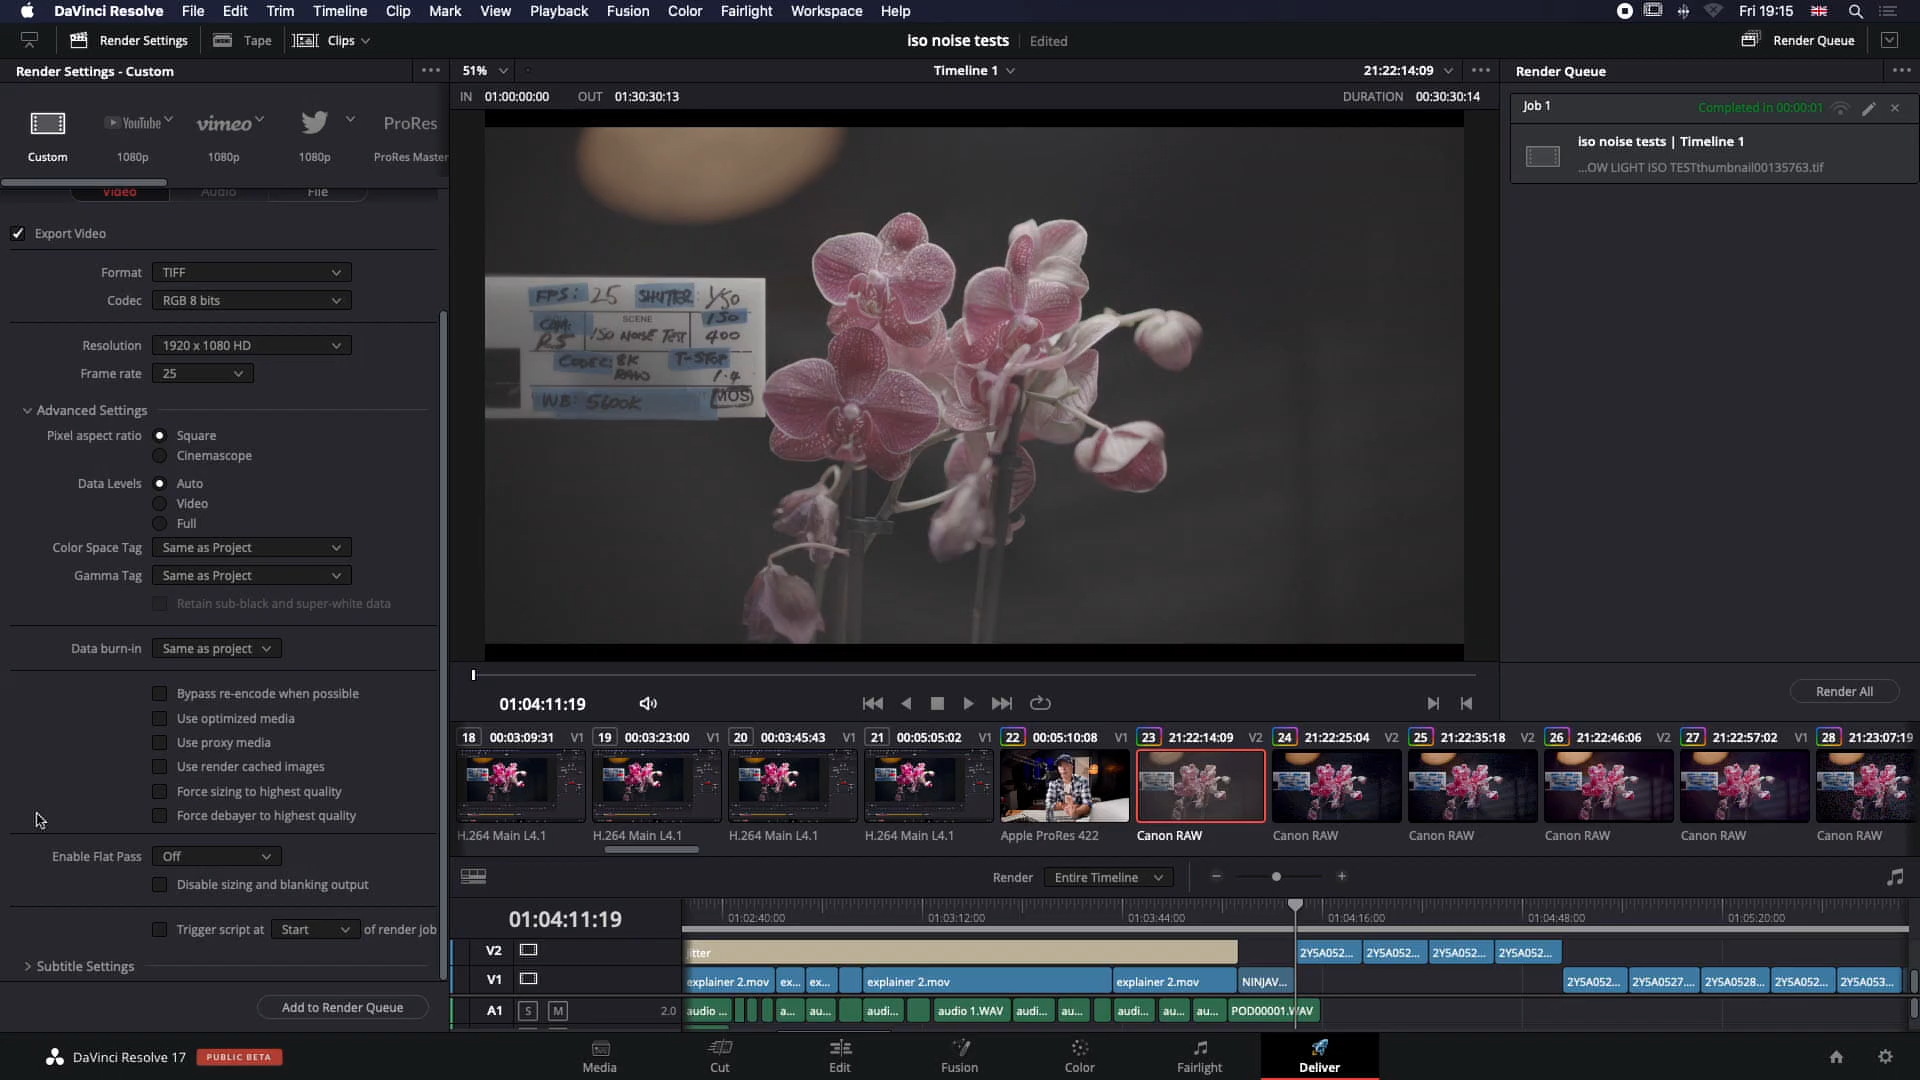 DaVinci Resolve File Edit Trim Timeline Clip Mark View Playback Fusion Color Fairlight Workspace Help Fri 19:15
Render Settings Tape Clips iso noise tests Edited Render Queue
Render Settings - Custom 51% Timeline 1 21:22:14:09 Render Queue
IN 01:00:00:00 OUT 01:30:30:13 DURATION 00:30:30:14
Job 1 Completed in 00:00:01
iso noise tests | Timeline 1
...OW LIGHT ISO TESTthumbnail00135763.tif
YouTube vimeo ProRes
Custom 1080p 1080p 1080p ProRes Master
Video Audio File
Export Video
Format TIFF
Codec RGB 8 bits
Resolution 1920 x 1080 HD
Frame rate 25
Advanced Settings
Pixel aspect ratio Square
Cinemascope
Data Levels Auto
Video
Full
Color Space Tag Same as Project
Gamma Tag Same as Project
Retain sub-black and super-white data
Data burn-in Same as project
Bypass re-encode when possible
Use optimized media
Use proxy media
Use render cached images
Force sizing to highest quality
Force debayer to highest quality
Enable Flat Pass Off
Disable sizing and blanking output
Trigger script at Start of render job
Subtitle Settings
Add to Render Queue
FPS: 25 SHUTTER: 1/50
SCENE ISO
CAM: R5 ISO NOISE TEST 400
CODEC: 8K RAW T-STOP 1.4
WB: 5600K MOS
01:04:11:19
Render All
18 00:03:09:31 V1 19 00:03:23:00 V1 20 00:03:45:43 V1 21 00:05:05:02 V1 22 00:05:10:08 V1 23 21:22:14:09 V2 24 21:22:25:04 V2 25 21:22:35:18 V2 26 21:22:46:06 V2 27 21:22:57:02 V1 28 21:23:07:19
H.264 Main L4.1 H.264 Main L4.1 H.264 Main L4.1 H.264 Main L4.1 Apple ProRes 422 Canon RAW Canon RAW Canon RAW Canon RAW Canon RAW Canon RAW
Render Entire Timeline
01:04:11:19 01:02:40:00 01:03:12:00 01:03:44:00 01:04:16:00 01:04:48:00 01:05:20:00
V2 itter 2Y5A052... 2Y5A052... 2Y5A052... 2Y5A052...
V1 explainer 2.mov ex... ex... explainer 2.mov explainer 2.mov NINJAV... 2Y5A052... 2Y5A0527.... 2Y5A0528... 2Y5A052... 2Y5A053...
A1 S M 2.0 audio ... a... au... audi... audio 1.WAV audi... au... audi... au... au... POD00001.WAV
DaVinci Resolve 17 PUBLIC BETA Media Cut Edit Fusion Color Fairlight Deliver